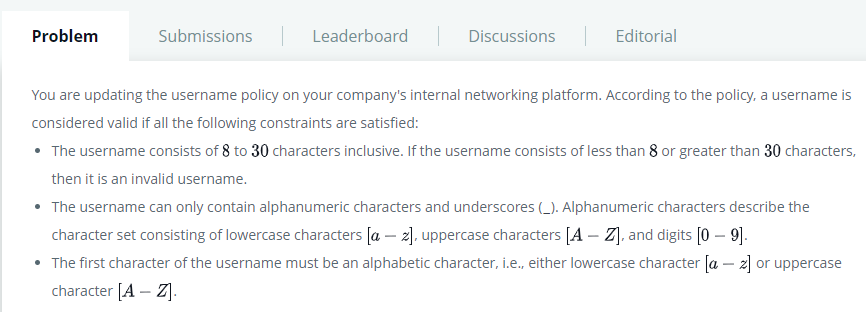 Problem Submissions Leaderboard Discussions Editorial
You are updating the username policy on your company's internal networking platform. According to the policy, a username is
considered valid if all the following constraints are satisfied:
• The username consists of 8 to 30 characters inclusive. If the username consists of less than 8 or greater than 30 characters,
then it is an invalid username.
• The username can only contain alphanumeric characters and underscores (_). Alphanumeric characters describe the
character set consisting of lowercase characters [a − z], uppercase characters [A − Z], and digits [0 − 9].
• The first character of the username must be an alphabetic character, i.e., either lowercase character [a − z] or uppercase
character [A − Z].